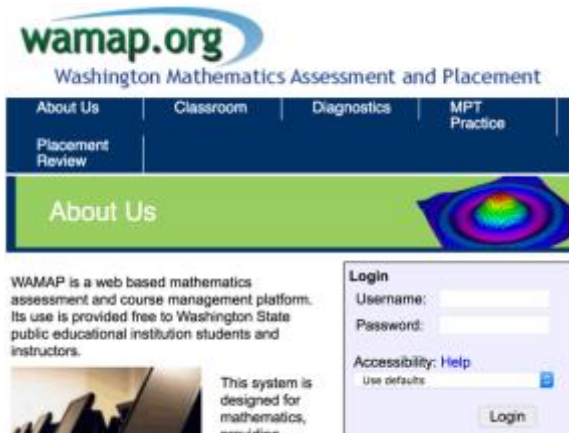 wamap.org
Washington Mathematics Assessment and Placement
About Us
Classroom
Diagnostics
MPT
Practice
Placement
Review
About Us
WAMAP is a web based mathematics
assessment and course management platform.
Its use is provided free to Washington State
public educational institution students and
instructors.
This system is
designed for
mathematics,
providing
Login
Username:
Password:
Accessibility: Help
Use defaults
Login